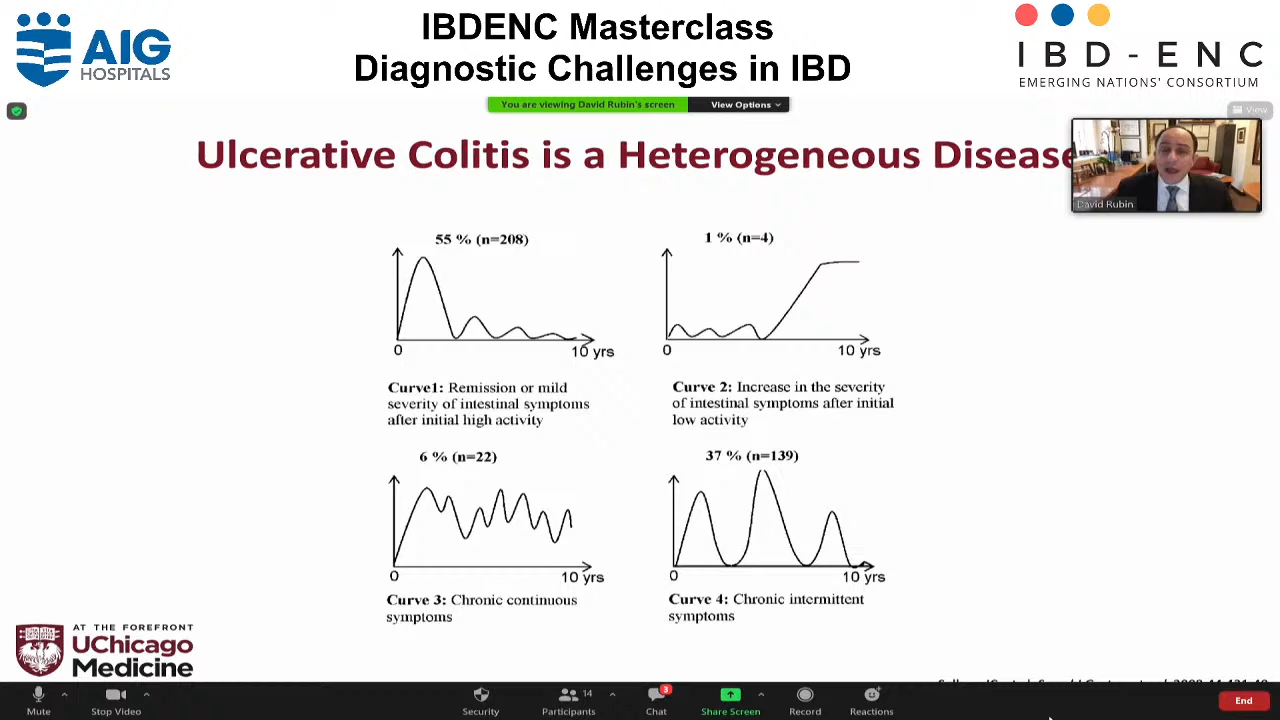 AIG
HOSPITALS
IBDENC Masterclass
Diagnostic Challenges in IBD
IBD-ENC
EMERGING NATIONS' CONSORTIUM
You are viewing David Rubin's screen
View Options
View
Ulcerative Colitis is a Heterogeneous Disease
David Rubin
55 % (n=208)
0
10 yrs
Curve1: Remission or mild
severity of intestinal symptoms
after initial high activity
1 % (n=4)
0
10 yrs
Curve 2: Increase in the severity
of intestinal symptoms after initial
low activity
6 % (n=22)
0
10 yrs
Curve 3: Chronic continuous
symptoms
37 % (n=139)
0
10 yrs
Curve 4: Chronic intermittent
symptoms
AT THE FOREFRONT
UChicago
Medicine
Mute
Stop Video
Security
14
Participants
3
Chat
Share Screen
Record
Reactions
End